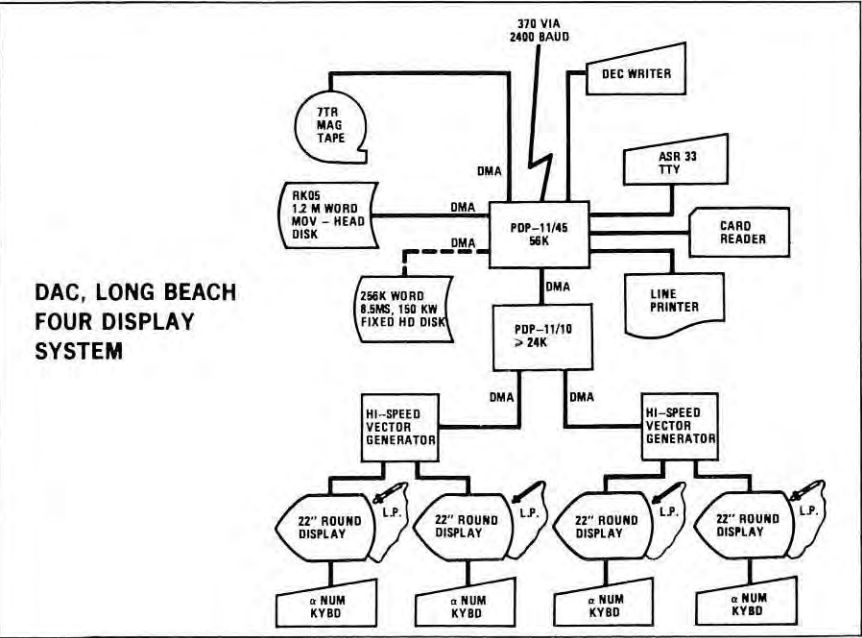 370 VIA
2400 BAUD
DEC WRITER
7TR
MAG
TAPE
ASR 33
TTY
DMA
RK05
1.2 M WORD
MOV – HEAD
DISK
DMA
PDP–11/45
56K
CARD
READER
DMA
256K WORD
8.5MS, 150 KW
FIXED HD DISK
DMA
LINE
PRINTER
DAC, LONG BEACH
FOUR DISPLAY
SYSTEM
PDP–11/10
⩾ 24K
DMA
DMA
HI–SPEED
VECTOR
GENERATOR
HI–SPEED
VECTOR
GENERATOR
22" ROUND
DISPLAY
L.P.
22" ROUND
DISPLAY
L.P.
22" ROUND
DISPLAY
L.P.
22" ROUND
DISPLAY
L.P.
α NUM
KYBD
α NUM
KYBD
α NUM
KYBD
α NUM
KYBD